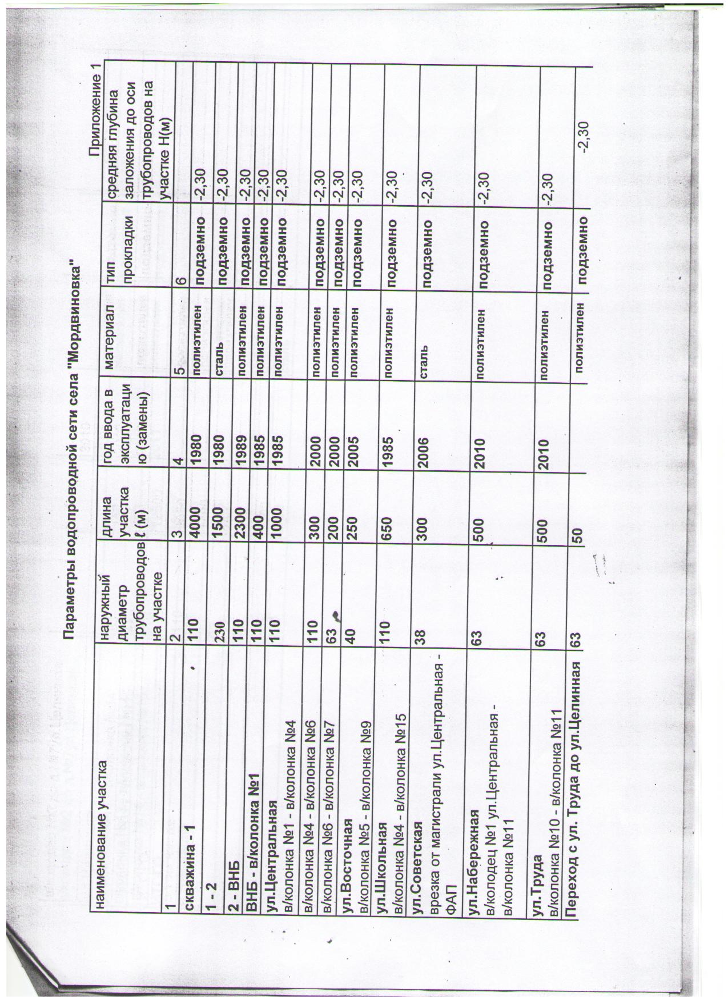 Приложение 1
Параметры водопроводной сети села "Мордвиновка"
наименование участка | наружный диаметр трубопроводов на участке | длина участка ℓ (м) | год ввода в эксплуатаци ю (замены) | материал | тип прокладки | средняя глубина заложения до оси трубопроводов на участке Н(м)
1 | 2 | 3 | 4 | 5 | 6
скважина - 1 | 110 | 4000 | 1980 | полиэтилен | подземно | -2,30
1 - 2 | 230 | 1500 | 1980 | сталь | подземно | -2,30
2 - ВНБ | 110 | 2300 | 1989 | полиэтилен | подземно | -2,30
ВНБ - в/колонка №1 | 110 | 400 | 1985 | полиэтилен | подземно | -2,30
ул.Центральная | 110 | 1000 | 1985 | полиэтилен | подземно | -2,30
в/колонка №1 - в/колонка №4
в/колонка №4 - в/колонка №6 | 110 | 300 | 2000 | полиэтилен | подземно | -2,30
в/колонка №6 - в/колонка №7 | 63 | 200 | 2000 | полиэтилен | подземно | -2,30
ул.Восточная | 40 | 250 | 2005 | полиэтилен | подземно | -2,30
в/колонка №5 - в/колонка №9
ул.Школьная | 110 | 650 | 1985 | полиэтилен | подземно | -2,30
в/колонка №4 - в/колонка №15
ул.Советская | 38 | 300 | 2006 | сталь | подземно | -2,30
врезка от магистрали ул.Центральная -
ФАП
ул.Набережная | 63 | 500 | 2010 | полиэтилен | подземно | -2,30
в/колодец №1 ул.Центральная -
в/колонка №11
ул.Труда | 63 | 500 | 2010 | полиэтилен | подземно | -2,30
в/колонка №10 - в/колонка №11
Переход с ул. Труда до ул.Целинная | 63 | 50 | полиэтилен | подземно | -2,30